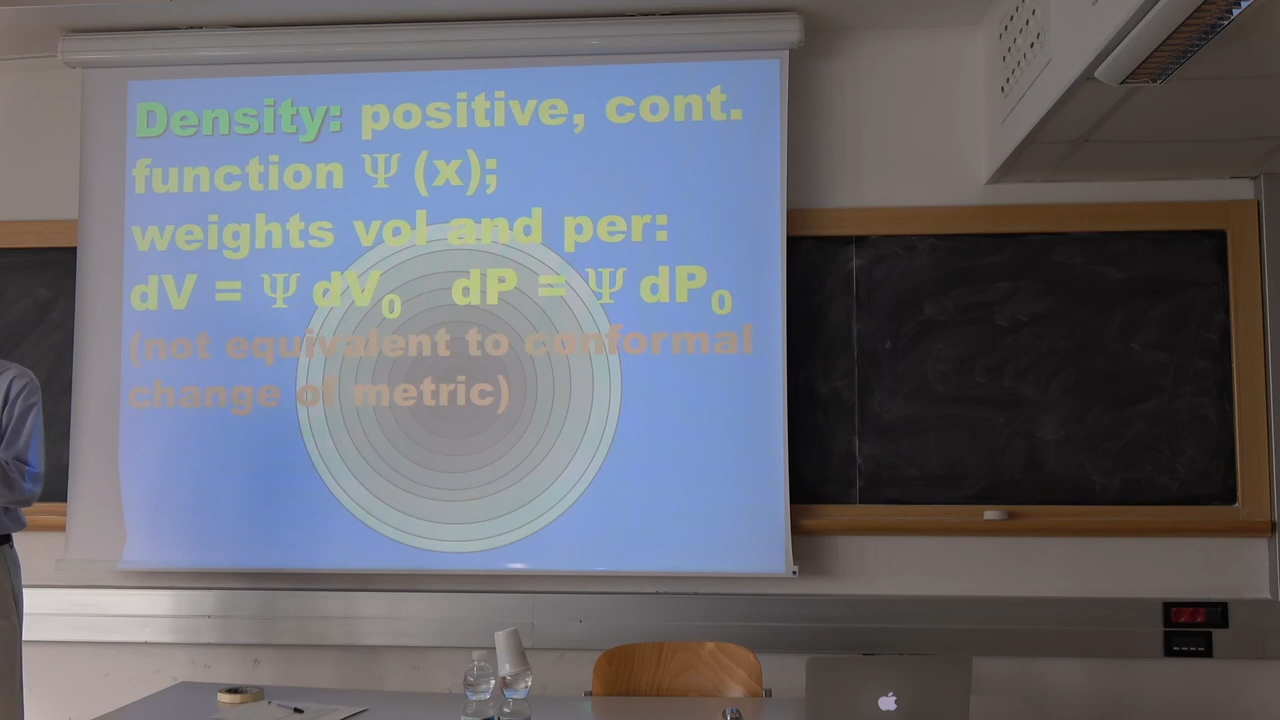 Density: positive, cont.
function Ψ (x);
weights vol and per:
dV = Ψ dV₀ dP = Ψ dP₀
(not equivalent to conformal
change of metric)